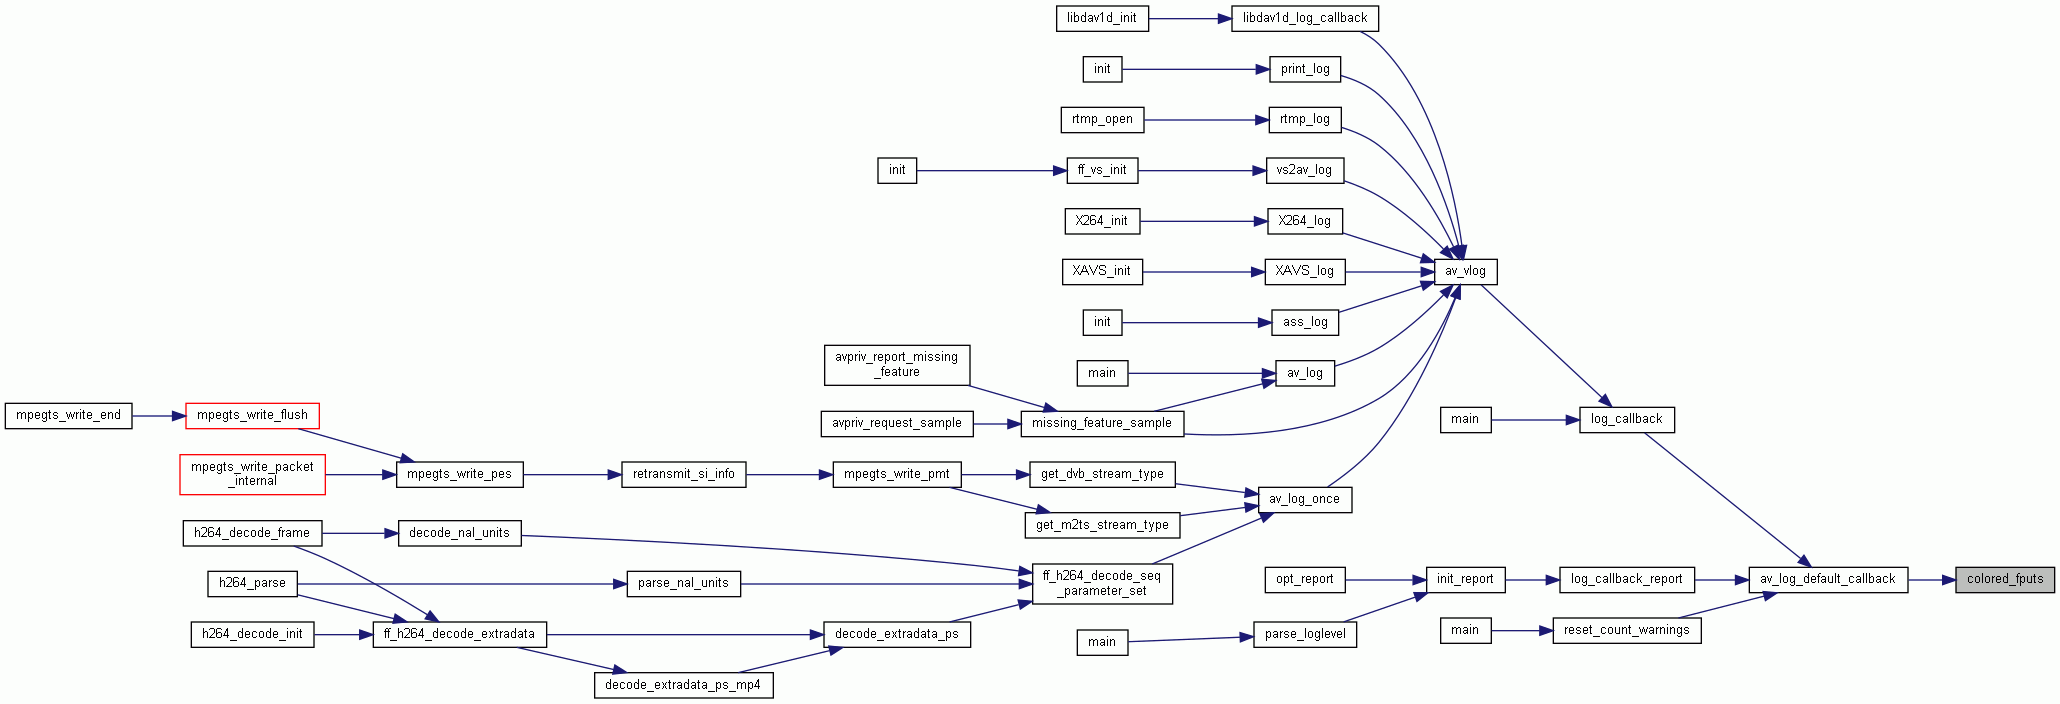 libdav1d_init
libdav1d_log_callback
init
print_log
rtmp_open
rtmp_log
init
ff_vs_init
vs2av_log
X264_init
X264_log
XAVS_init
XAVS_log
av_vlog
init
ass_log
avpriv_report_missing
_feature
main
av_log
mpegts_write_end
mpegts_write_flush
avpriv_request_sample
missing_feature_sample
main
log_callback
mpegts_write_packet
_internal
mpegts_write_pes
retransmit_si_info
mpegts_write_pmt
get_dvb_stream_type
av_log_once
get_m2ts_stream_type
h264_decode_frame
decode_nal_units
h264_parse
parse_nal_units
ff_h264_decode_seq
_parameter_set
opt_report
init_report
log_callback_report
av_log_default_callback
colored_fputs
h264_decode_init
ff_h264_decode_extradata
decode_extradata_ps
main
parse_loglevel
main
reset_count_warnings
decode_extradata_ps_mp4